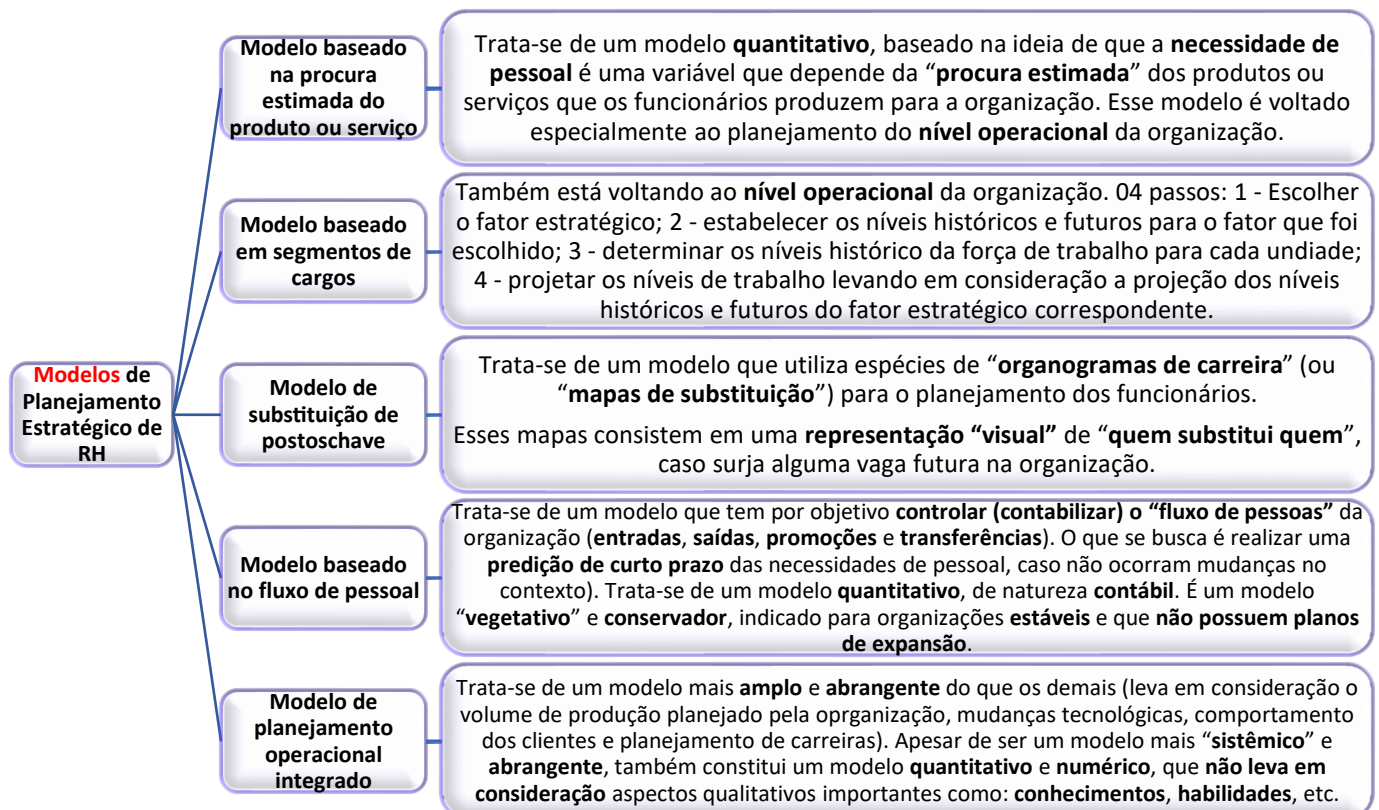 Modelos de
Planejamento
Estratégico de
RH
Modelo baseado
na procura
estimada do
produto ou serviço
Trata-se de um modelo quantitativo, baseado na ideia de que a necessidade de
pessoal é uma variável que depende da “procura estimada” dos produtos ou
serviços que os funcionários produzem para a organização. Esse modelo é voltado
especialmente ao planejamento do nível operacional da organização.
Modelo baseado
em segmentos de
cargos
Também está voltando ao nível operacional da organização. 04 passos: 1 - Escolher
o fator estratégico; 2 - estabelecer os níveis históricos e futuros para o fator que foi
escolhido; 3 - determinar os níveis histórico da força de trabalho para cada undiade;
4 - projetar os níveis de trabalho levando em consideração a projeção dos níveis
históricos e futuros do fator estratégico correspondente.
Modelo de
substituição de
postoschave
Trata-se de um modelo que utiliza espécies de “organogramas de carreira” (ou
“mapas de substituição”) para o planejamento dos funcionários.
Esses mapas consistem em uma representação “visual” de “quem substitui quem”,
caso surja alguma vaga futura na organização.
Modelo baseado
no fluxo de pessoal
Trata-se de um modelo que tem por objetivo controlar (contabilizar) o “fluxo de pessoas” da
organização (entradas, saídas, promoções e transferências). O que se busca é realizar uma
predição de curto prazo das necessidades de pessoal, caso não ocorram mudanças no
contexto). Trata-se de um modelo quantitativo, de natureza contábil. É um modelo
“vegetativo” e conservador, indicado para organizações estáveis e que não possuem planos
de expansão.
Modelo de
planejamento
operacional
integrado
Trata-se de um modelo mais amplo e abrangente do que os demais (leva em consideração o
volume de produção planejado pela oprganização, mudanças tecnológicas, comportamento
dos clientes e planejamento de carreiras). Apesar de ser um modelo mais “sistêmico” e
abrangente, também constitui um modelo quantitativo e numérico, que não leva em
consideração aspectos qualitativos importantes como: conhecimentos, habilidades, etc.